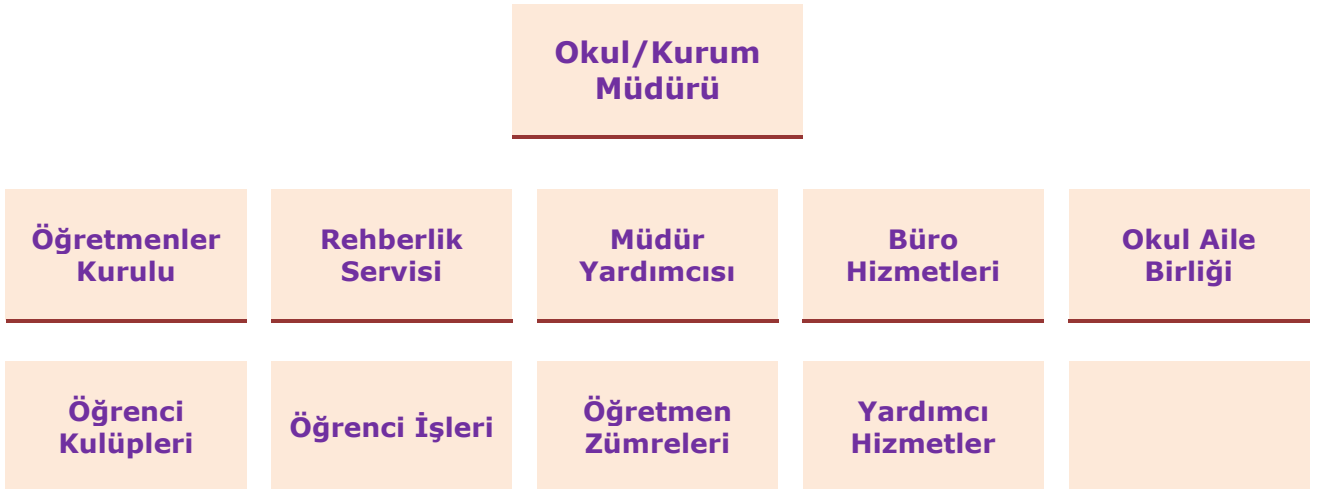 Okul/Kurum
Müdürü
Öğretmenler
Kurulu
Rehberlik
Servisi
Müdür
Yardımcısı
Büro
Hizmetleri
Okul Aile
Birliği
Öğrenci
Kulüpleri
Öğrenci İşleri
Öğretmen
Zümreleri
Yardımcı
Hizmetler